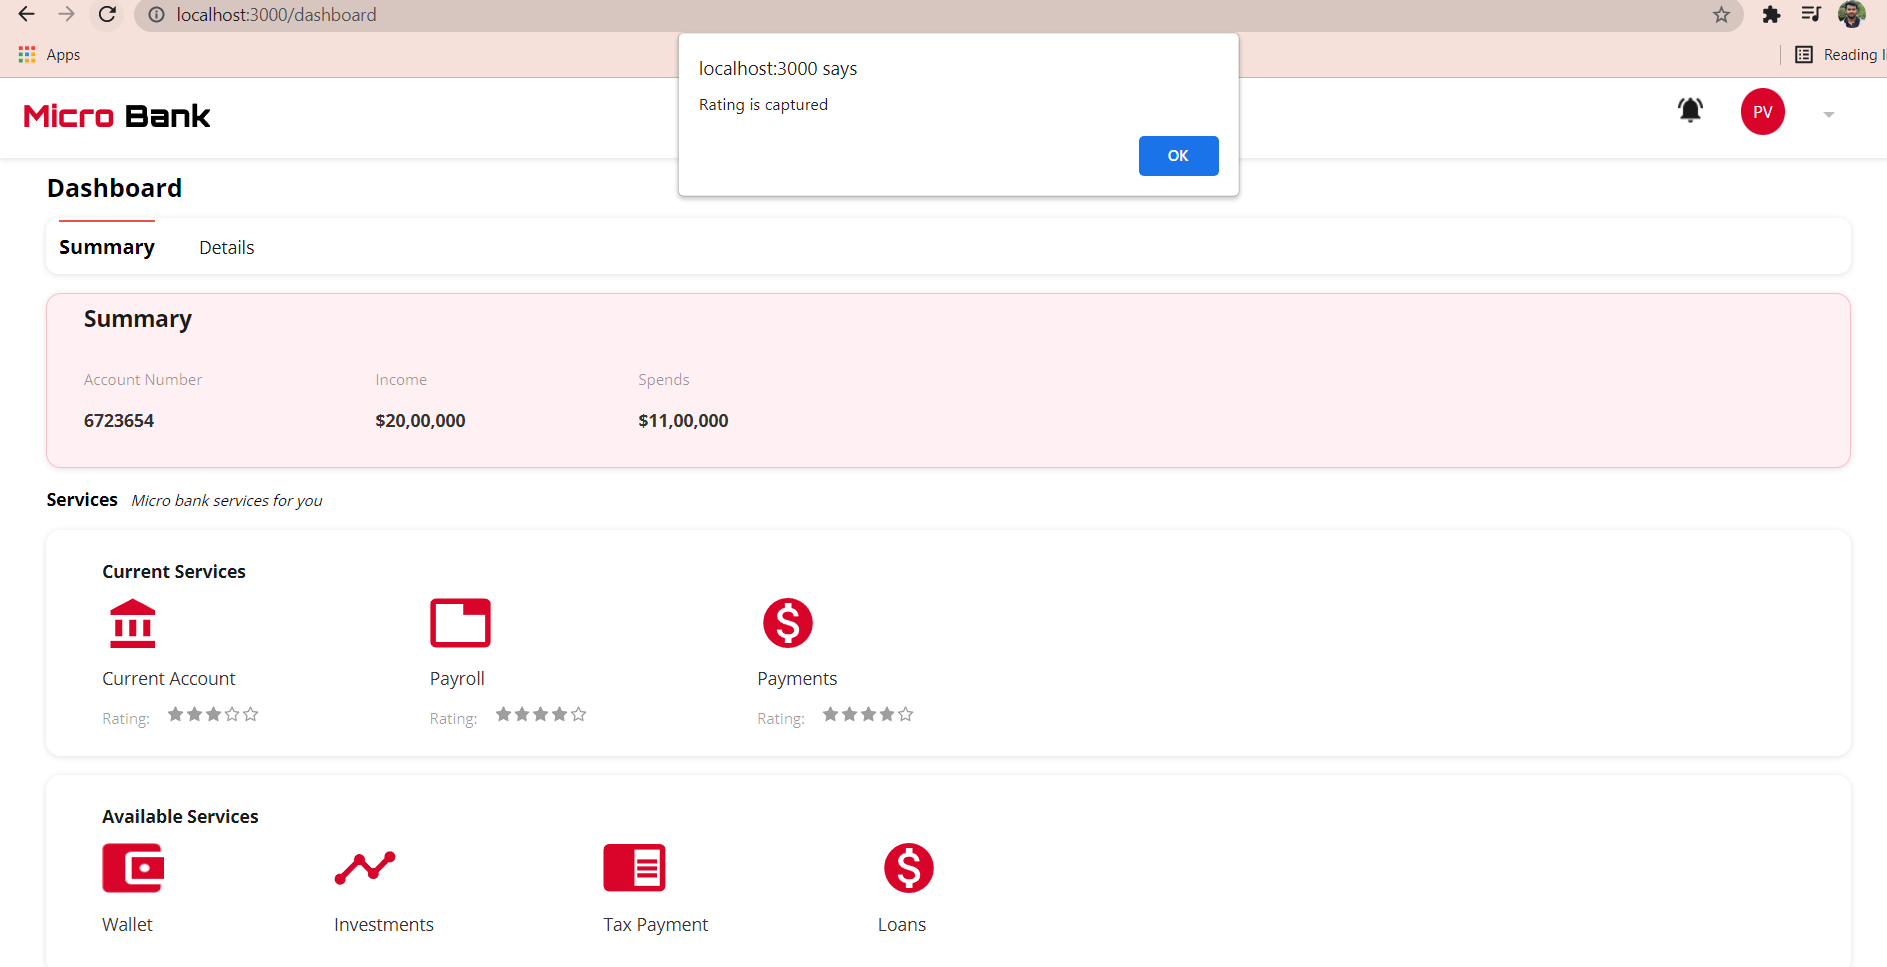 localhost:3000/dashboard
Apps
Reading li
localhost:3000 says
Rating is captured
OK
Micro Bank
PV
Dashboard
Summary Details
Summary
Account Number Income Spends
6723654 $20,00,000 $11,00,000
Services Micro bank services for you
Current Services
Current Account Payroll Payments
Rating: Rating: Rating:
Available Services
Wallet Investments Tax Payment Loans